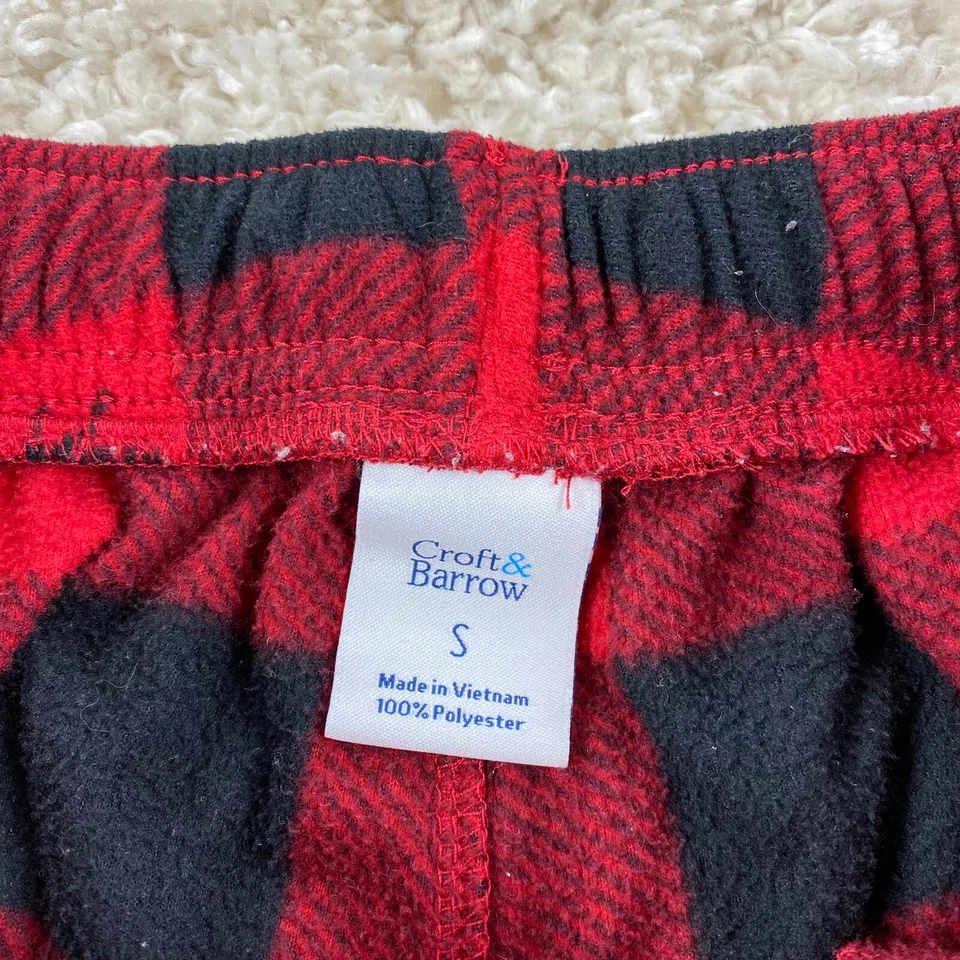 Croft&
Barrow
S
Made in Vietnam
100% Polyester